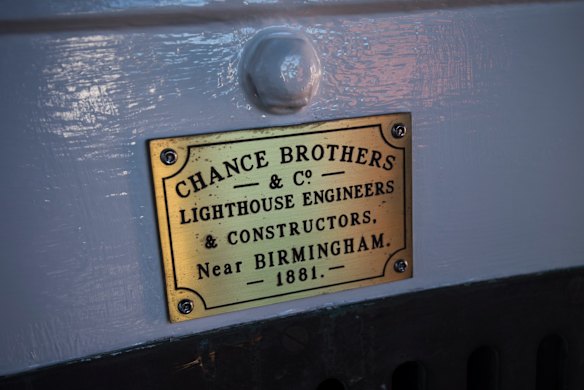 CHANCE BROTHERS
— & Cº —
LIGHTHOUSE ENGINEERS
& CONSTRUCTORS,
Near BIRMINGHAM.
— 1881. —